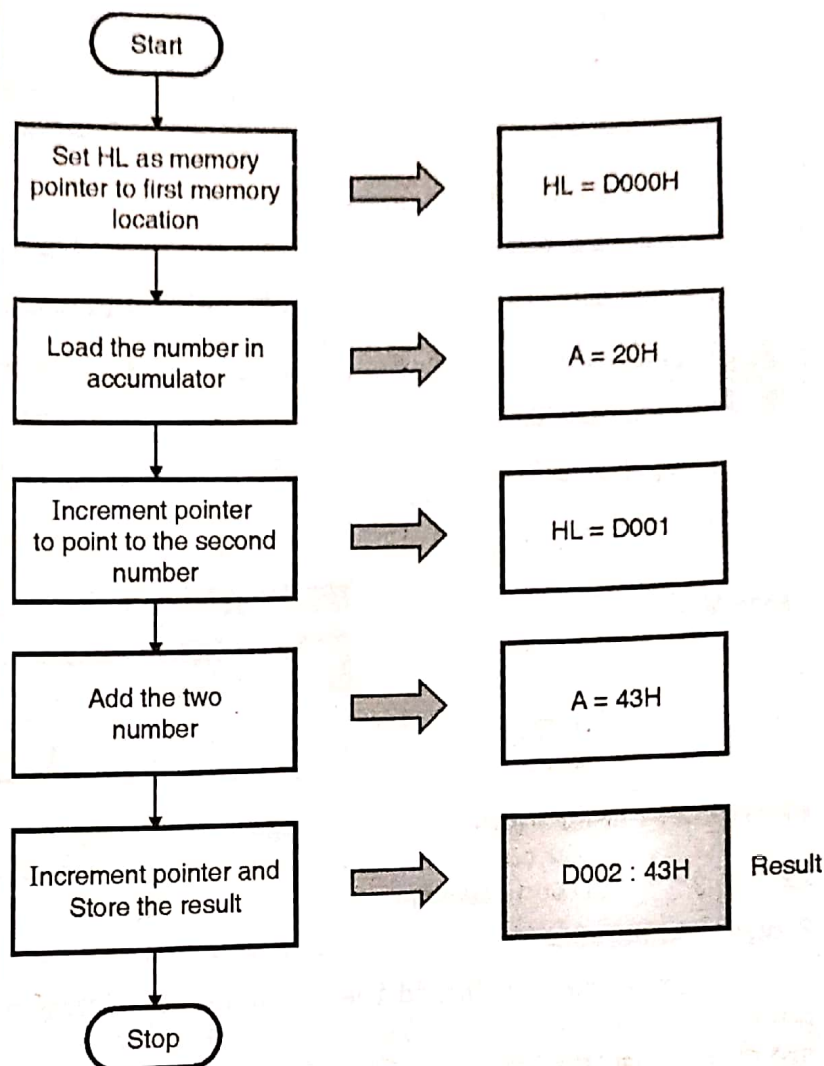 Start
Set HL as memory
pointer to first memory
location
HL = D000H
Load the number in
accumulator
A = 20H
Increment pointer
to point to the second
number
HL = D001
Add the two
number
A = 43H
Increment pointer and
Store the result
D002 : 43H
Result
Stop